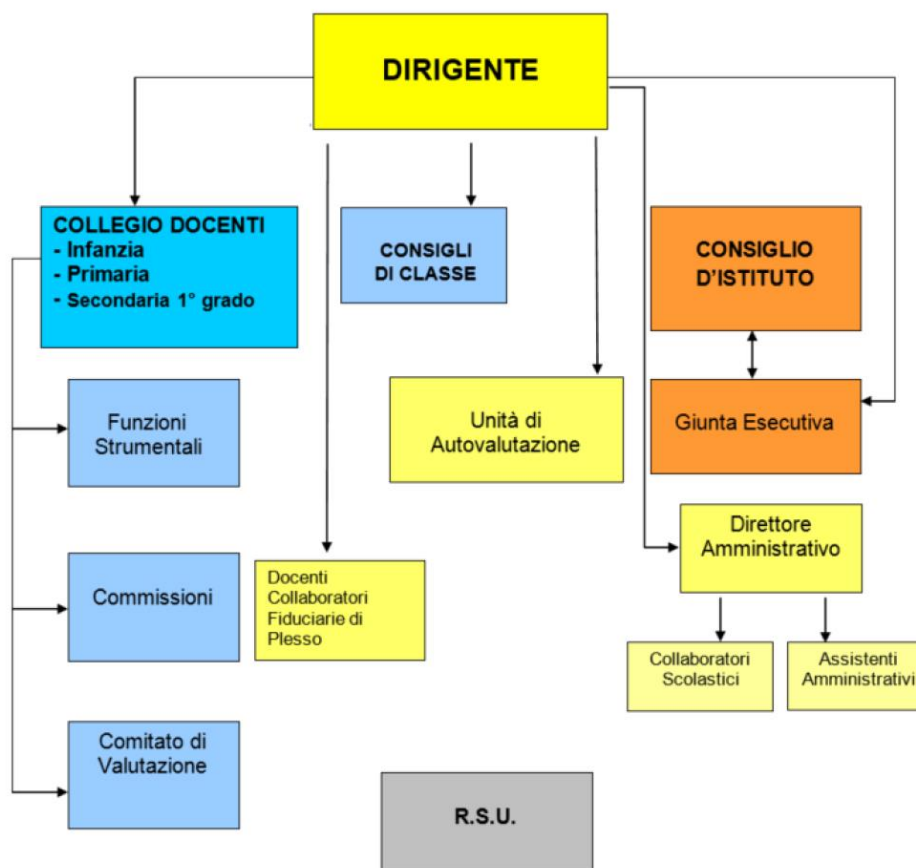 DIRIGENTE
COLLEGIO DOCENTI
- Infanzia
- Primaria
- Secondaria 1° grado
CONSIGLI
DI CLASSE
CONSIGLIO
D'ISTITUTO
Funzioni
Strumentali
Unità di
Autovalutazione
Giunta Esecutiva
Direttore
Amministrativo
Commissioni
Docenti
Collaboratori
Fiduciarie di
Plesso
Collaboratori
Scolastici
Assistenti
Amministrativi
Comitato di
Valutazione
R.S.U.